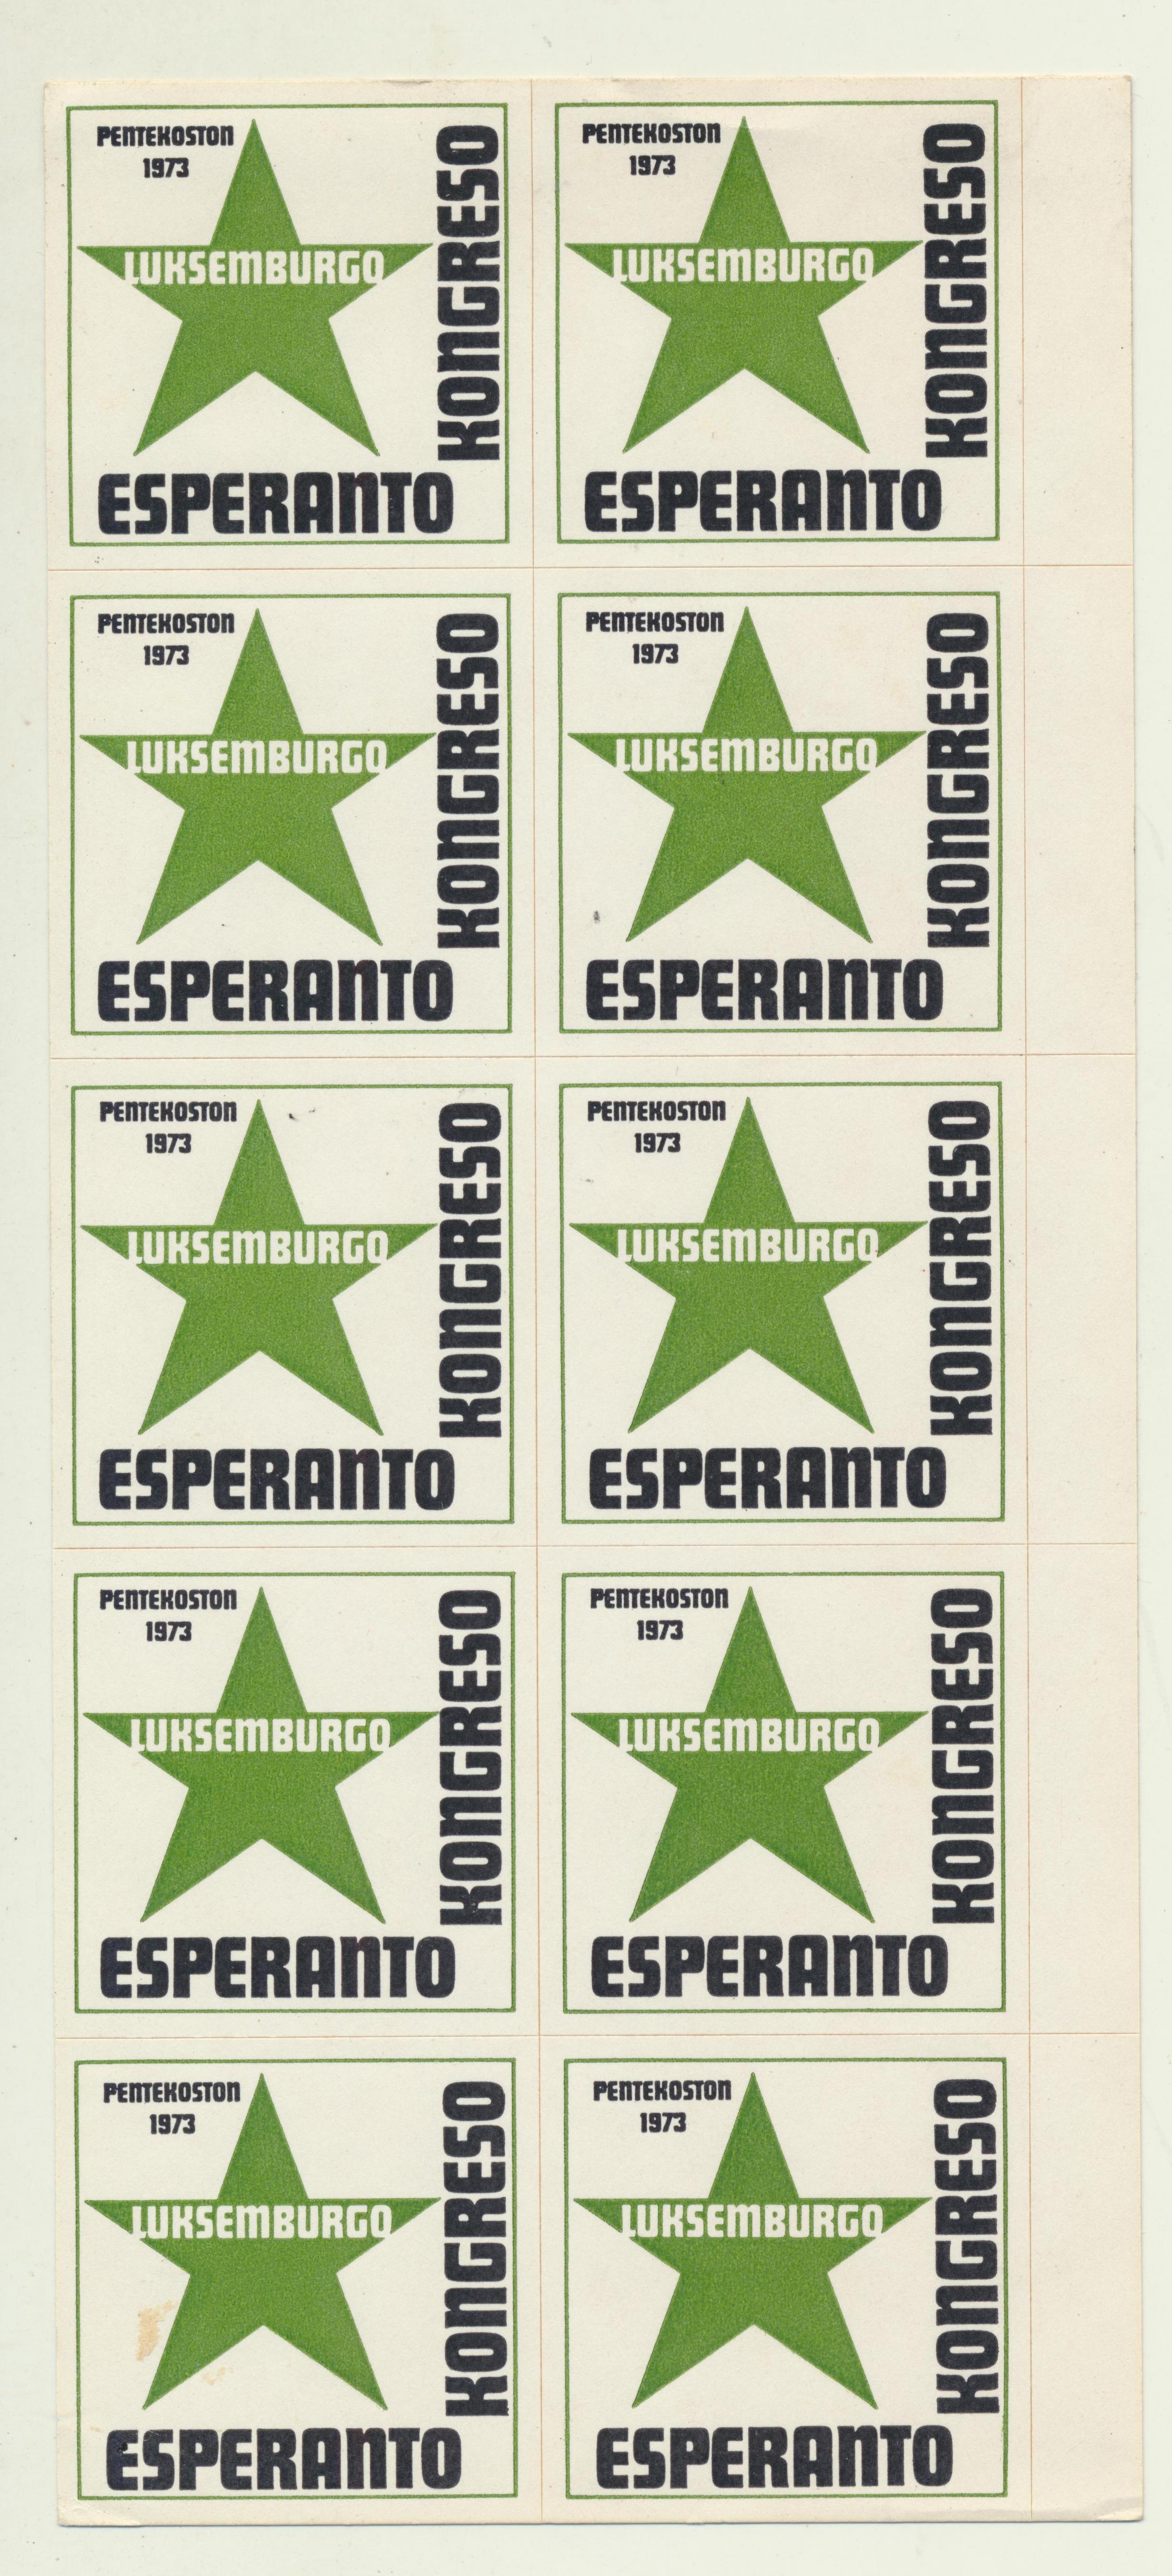 PENTEKOSTON
1973
LUKSEMBURGO
KONGRESO
ESPERANTO
PENTEKOSTON
1973
LUKSEMBURGO
KONGRESO
ESPERANTO
PENTEKOSTON
1973
LUKSEMBURGO
KONGRESO
ESPERANTO
PENTEKOSTON
1973
LUKSEMBURGO
KONGRESO
ESPERANTO
PENTEKOSTON
1973
LUKSEMBURGO
KONGRESO
ESPERANTO
PENTEKOSTON
1973
LUKSEMBURGO
KONGRESO
ESPERANTO
PENTEKOSTON
1973
LUKSEMBURGO
KONGRESO
ESPERANTO
PENTEKOSTON
1973
LUKSEMBURGO
KONGRESO
ESPERANTO
PENTEKOSTON
1973
LUKSEMBURGO
KONGRESO
ESPERANTO
PENTEKOSTON
1973
LUKSEMBURGO
KONGRESO
ESPERANTO